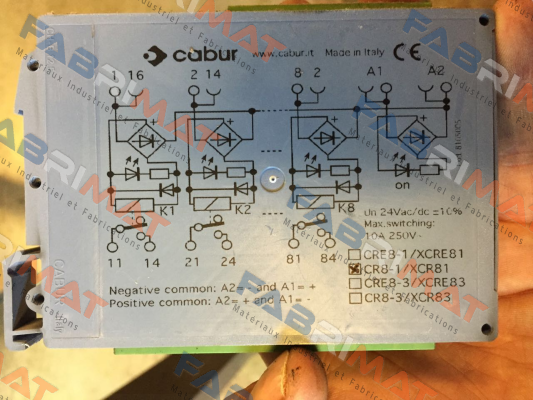 cabur www.cabur.it Made in Italy CE
1 16 2 14 8 2 A1 A2
+ + + +
on
K1 K2 K8
Un 24Vac/dc ±10%
Max.switching:
10A 250V~
11 14 21 24 81 84
CRE8-1/XCRE81
CR8-1/XCR81
CRE8-3/XCRE83
CR8-3/XCR83
Negative common: A2= - and A1= +
Positive common: A2= + and A1= -
FABRIMAT
Matériaux Industriel et Fabrications